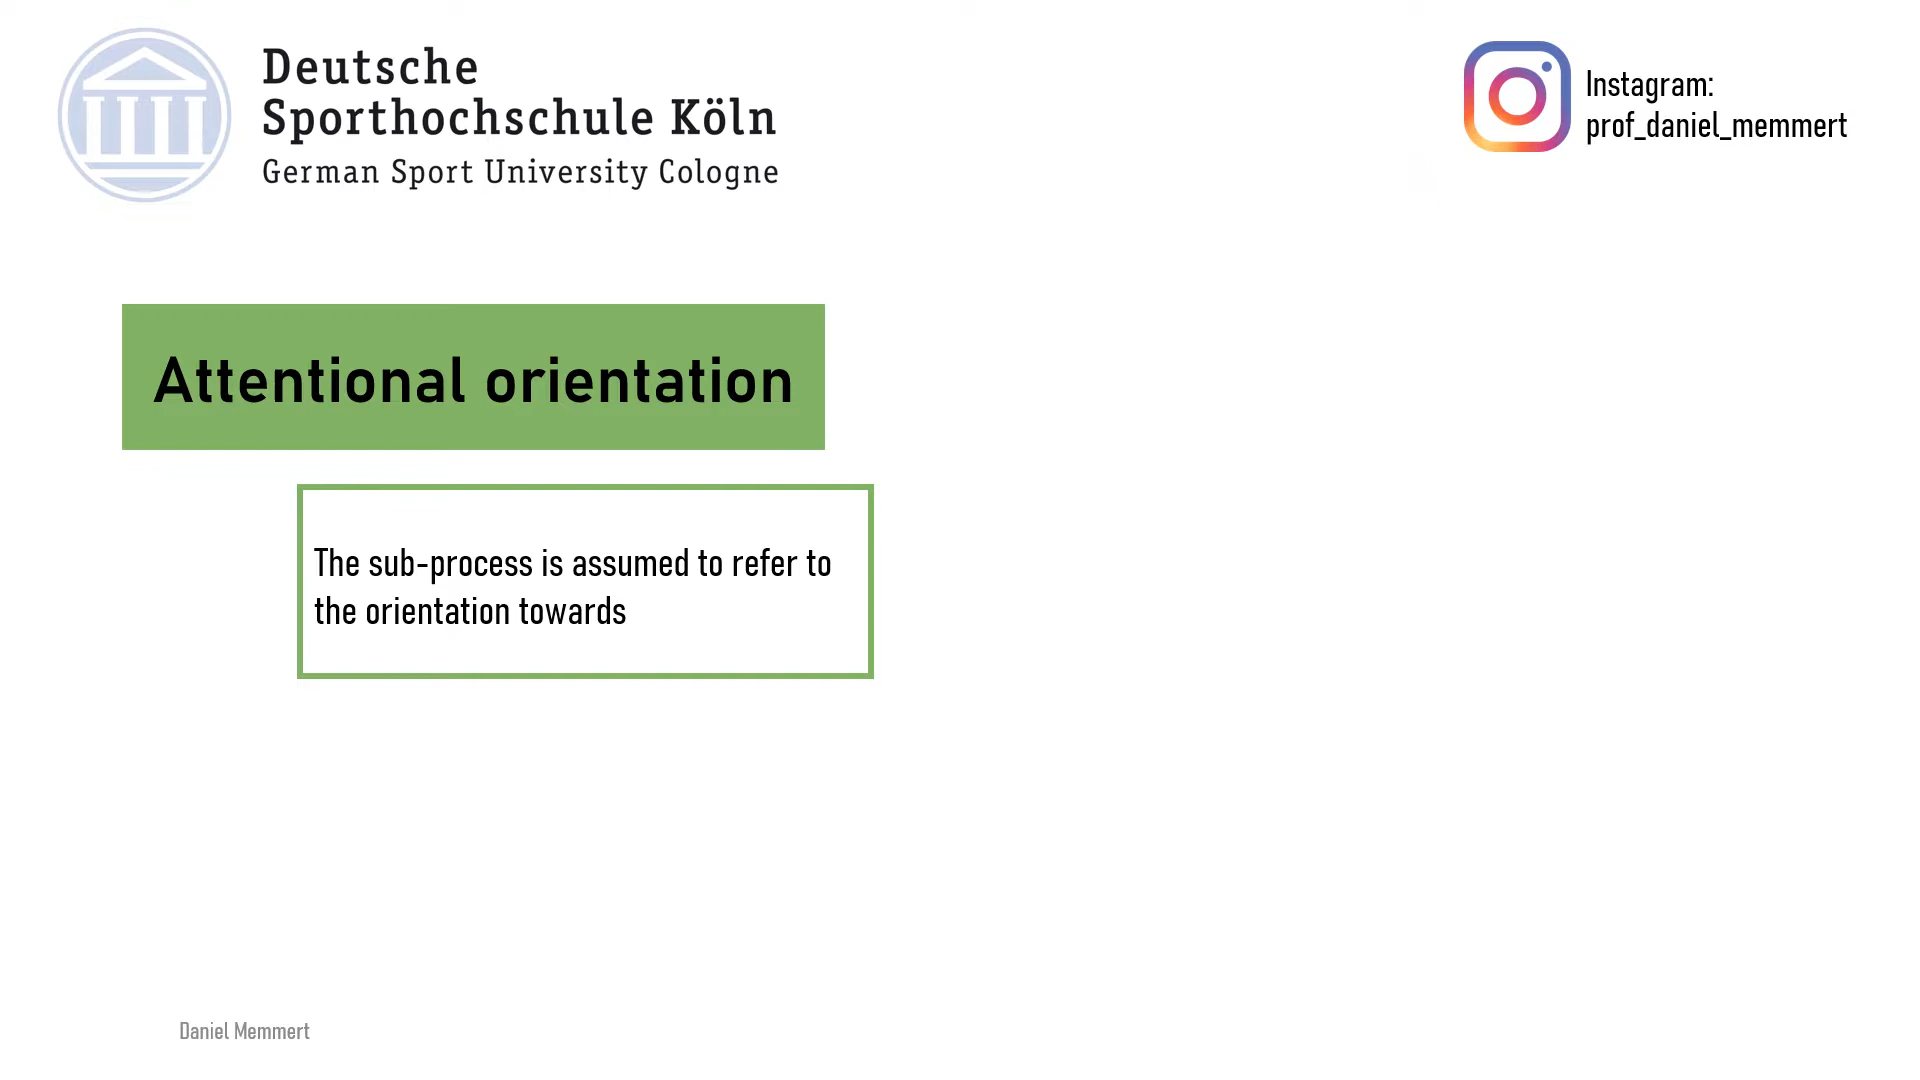 Deutsche
Sporthochschule Köln
German Sport University Cologne
Instagram:
prof_daniel_memmert
Attentional orientation
The sub-process is assumed to refer to
the orientation towards
Daniel Memmert